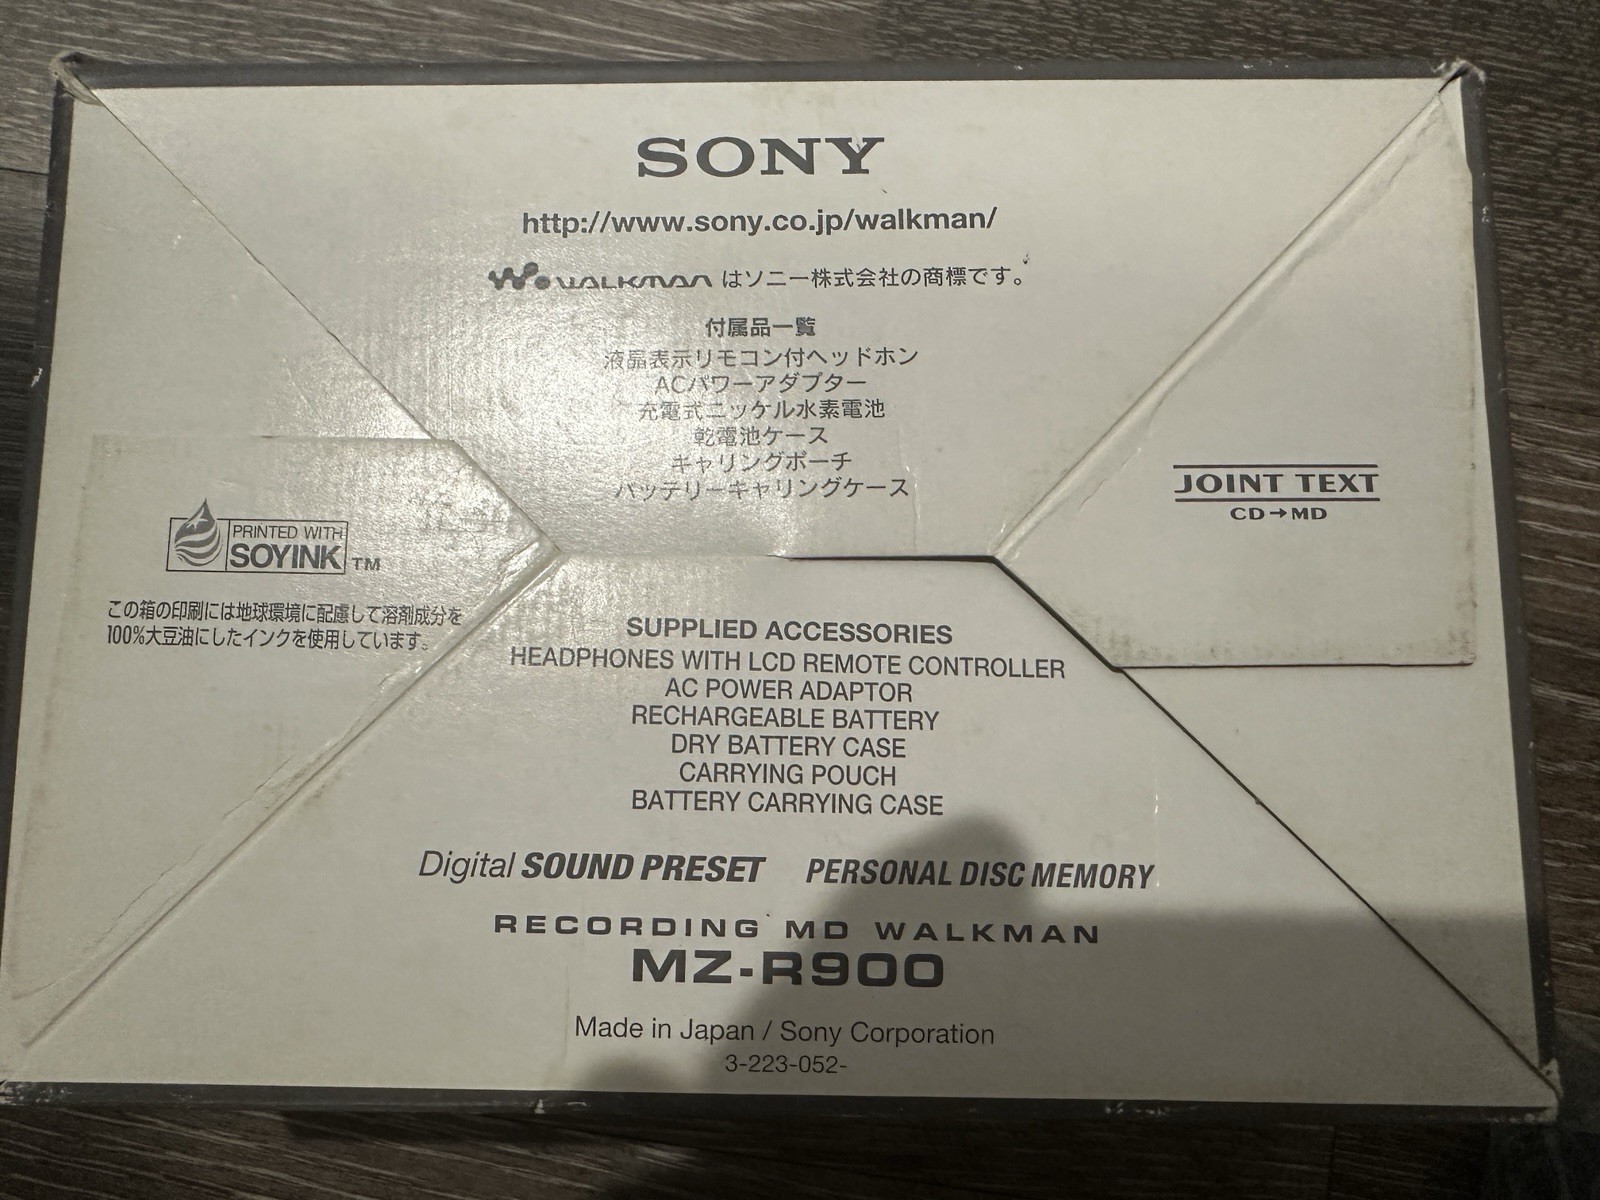 SONY
http://www.sony.co.jp/walkman/
WALKMAN はソニー株式会社の商標です。
付属品一覧
液晶表示リモコン付ヘッドホン
ACパワーアダプター
充電式ニッケル水素電池
乾電池ケース
キャリングポーチ
バッテリーキャリングケース
JOINT TEXT
CD→MD
PRINTED WITH
SOYINK TM
この箱の印刷には地球環境に配慮して溶剤成分を
100%大豆油にしたインクを使用しています。
SUPPLIED ACCESSORIES
HEADPHONES WITH LCD REMOTE CONTROLLER
AC POWER ADAPTOR
RECHARGEABLE BATTERY
DRY BATTERY CASE
CARRYING POUCH
BATTERY CARRYING CASE
Digital SOUND PRESET PERSONAL DISC MEMORY
RECORDING MD WALKMAN
MZ-R900
Made in Japan / Sony Corporation
3-223-052-